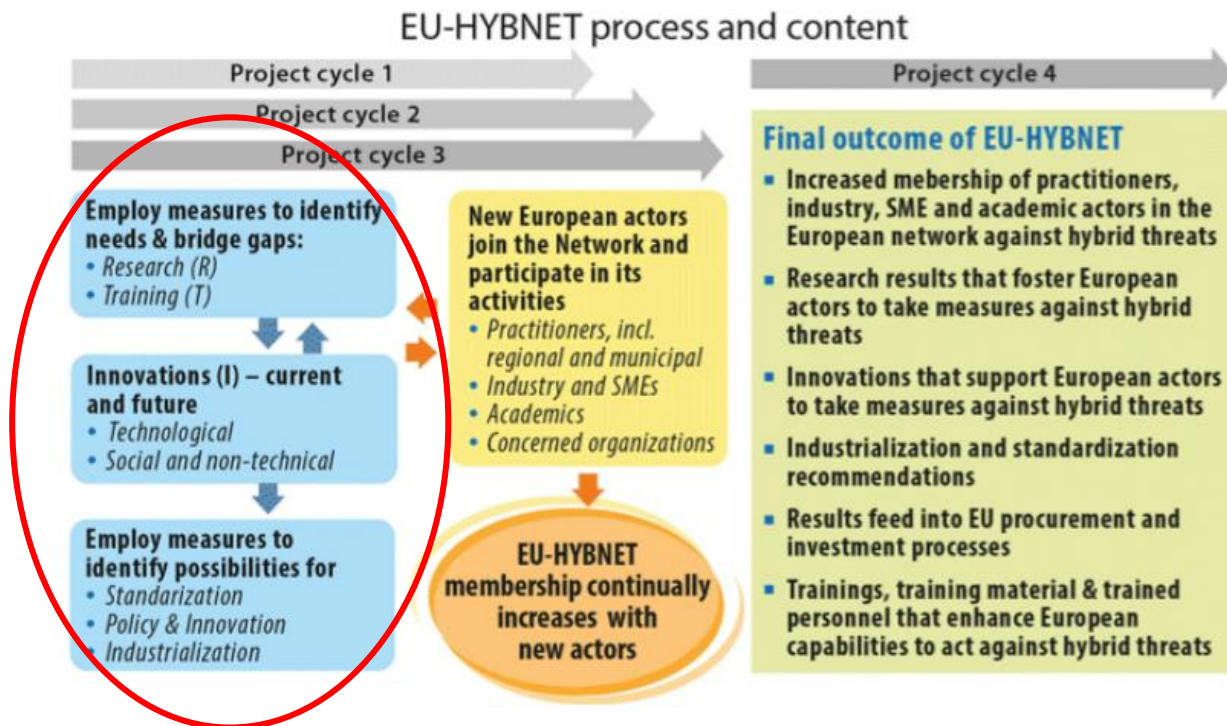 EU-HYBNET process and content
Project cycle 1
Project cycle 2
Project cycle 3
Project cycle 4
Employ measures to identify
needs & bridge gaps:
• Research (R)
• Training (T)
Innovations (I) – current
and future
• Technological
• Social and non-technical
Employ measures to
identify possibilities for
• Standarization
• Policy & Innovation
• Industrialization
New European actors
join the Network and
participate in its
activities
• Practitioners, incl.
regional and municipal
• Industry and SMEs
• Academics
• Concerned organizations
EU-HYBNET
membership continually
increases with
new actors
Final outcome of EU-HYBNET
▪ Increased mebership of practitioners,
industry, SME and academic actors in the
European network against hybrid threats
▪ Research results that foster European
actors to take measures against hybrid
threats
▪ Innovations that support European actors
to take measures against hybrid threats
▪ Industrialization and standardization
recommendations
▪ Results feed into EU procurement and
investment processes
▪ Trainings, training material & trained
personnel that enhance European
capabilities to act against hybrid threats